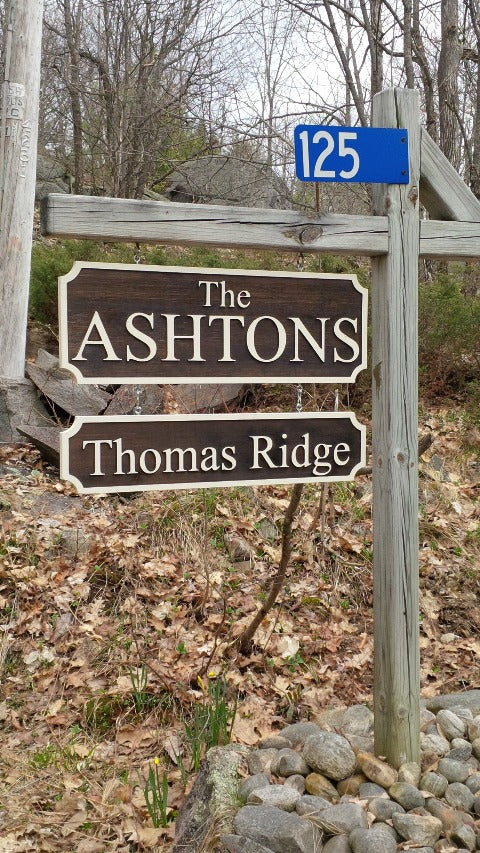 125
The
ASHTONS
Thomas Ridge